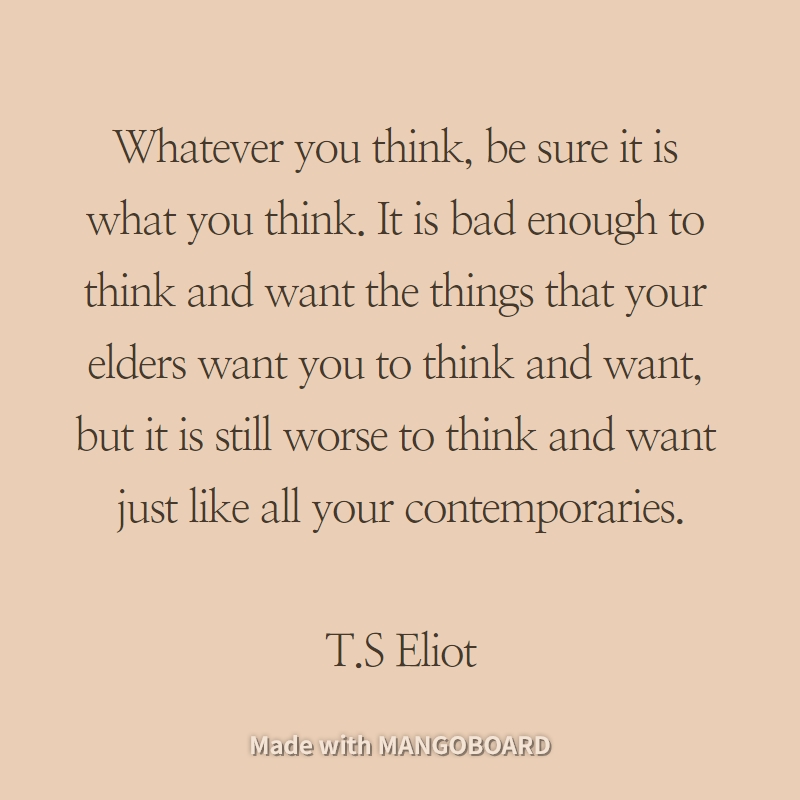 Whatever you think, be sure it is
what you think. It is bad enough to
think and want the things that your
elders want you to think and want,
but it is still worse to think and want
just like all your contemporaries.
T.S Eliot
Made with MANGOBOARD